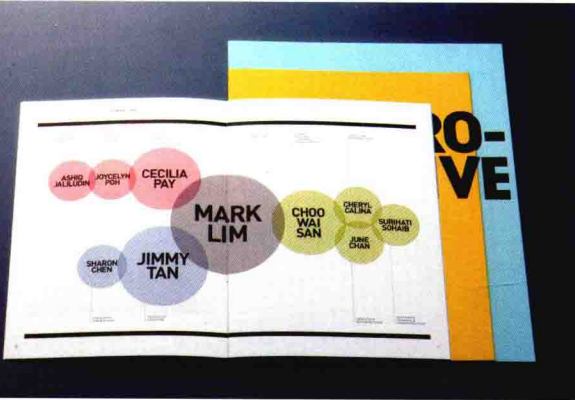 RO-
VE
ASHIQ
JALILUDIN
JOYCELYN
POH
CECILIA
PAY
MARK
LIM
CHOO
WAI
SAN
CHERYL
CALINA
SURIHATI
SOHAIB
JUNE
CHAN
SHARON
CHEN
JIMMY
TAN